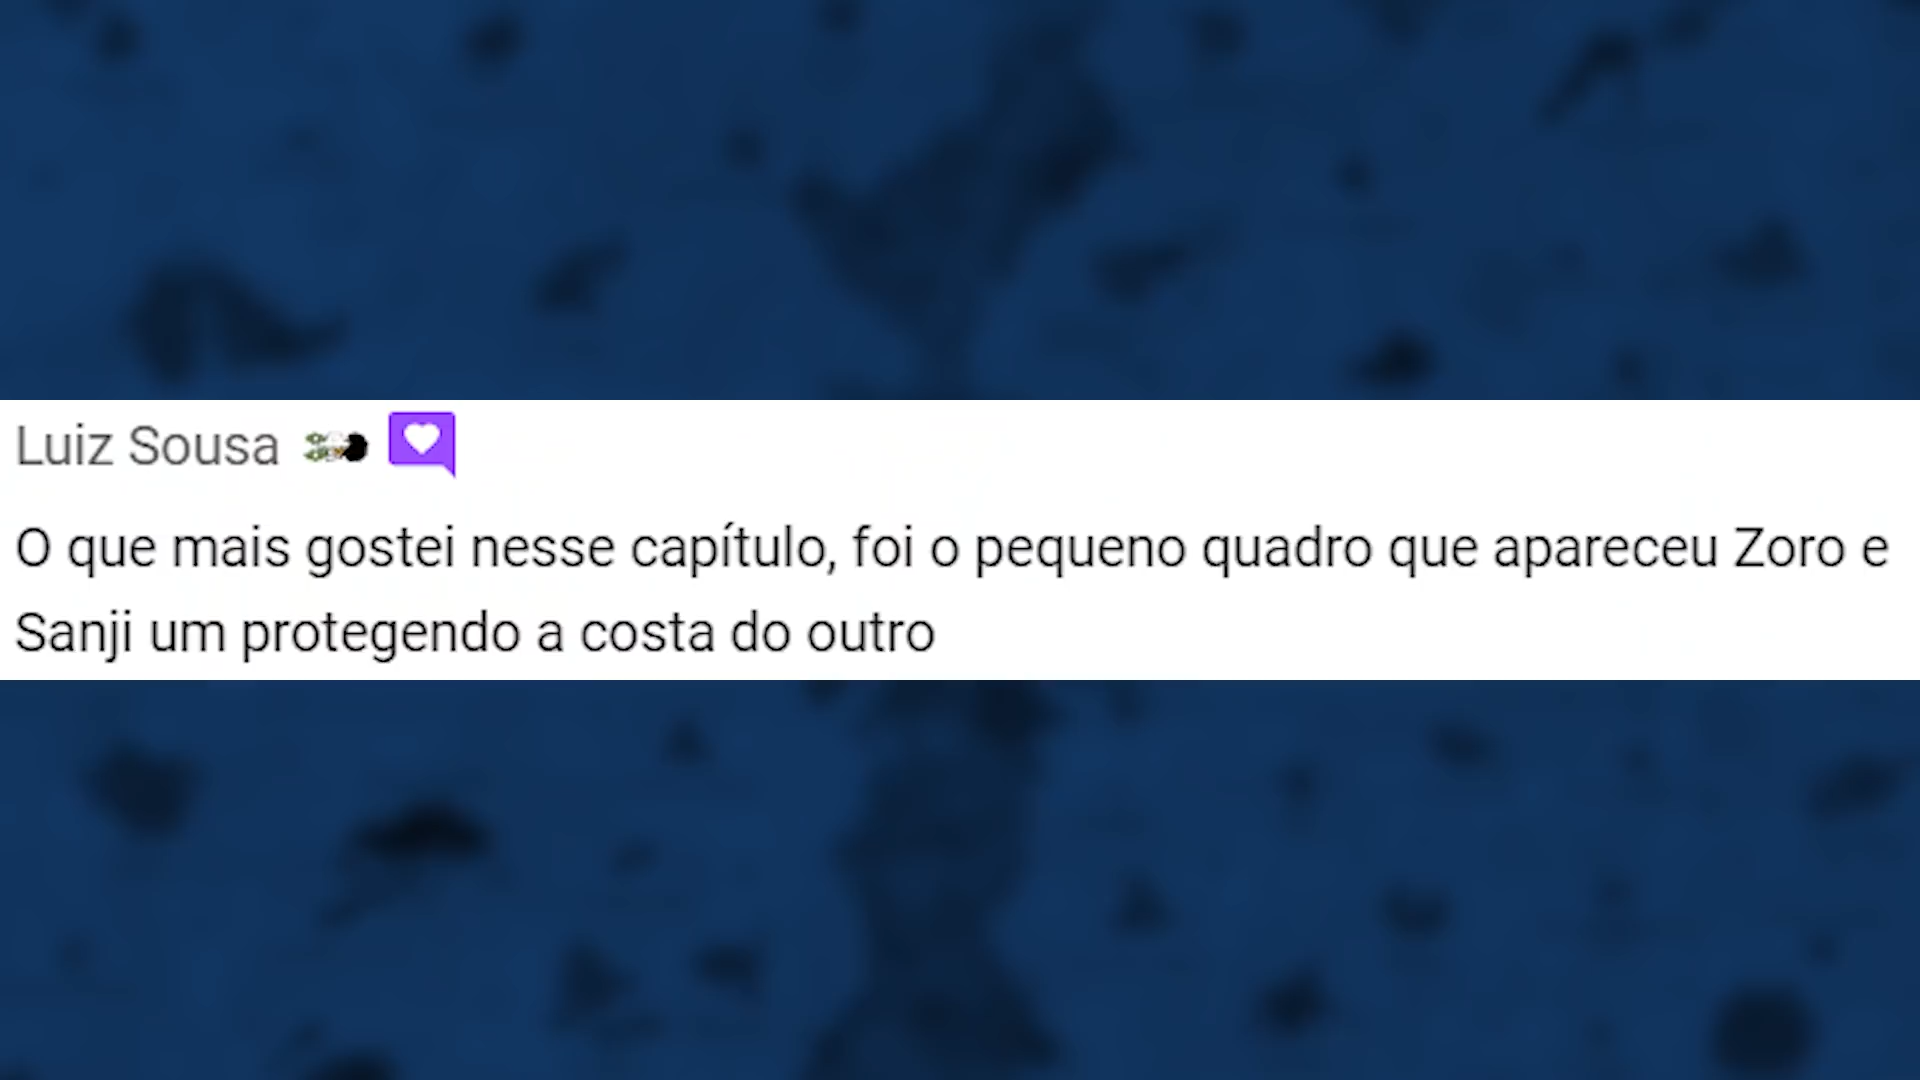 Luiz Sousa
O que mais gostei nesse capítulo, foi o pequeno quadro que apareceu Zoro e
Sanji um protegendo a costa do outro